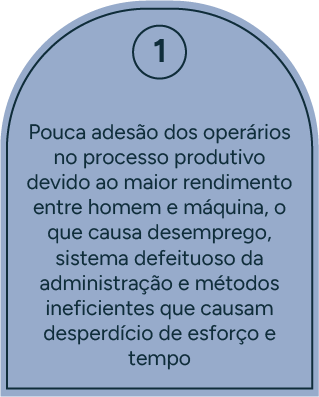 1
Pouca adesão dos operários
no processo produtivo
devido ao maior rendimento
entre homem e máquina, o
que causa desemprego,
sistema defeituoso da
administração e métodos
ineficientes que causam
desperdício de esforço e
tempo